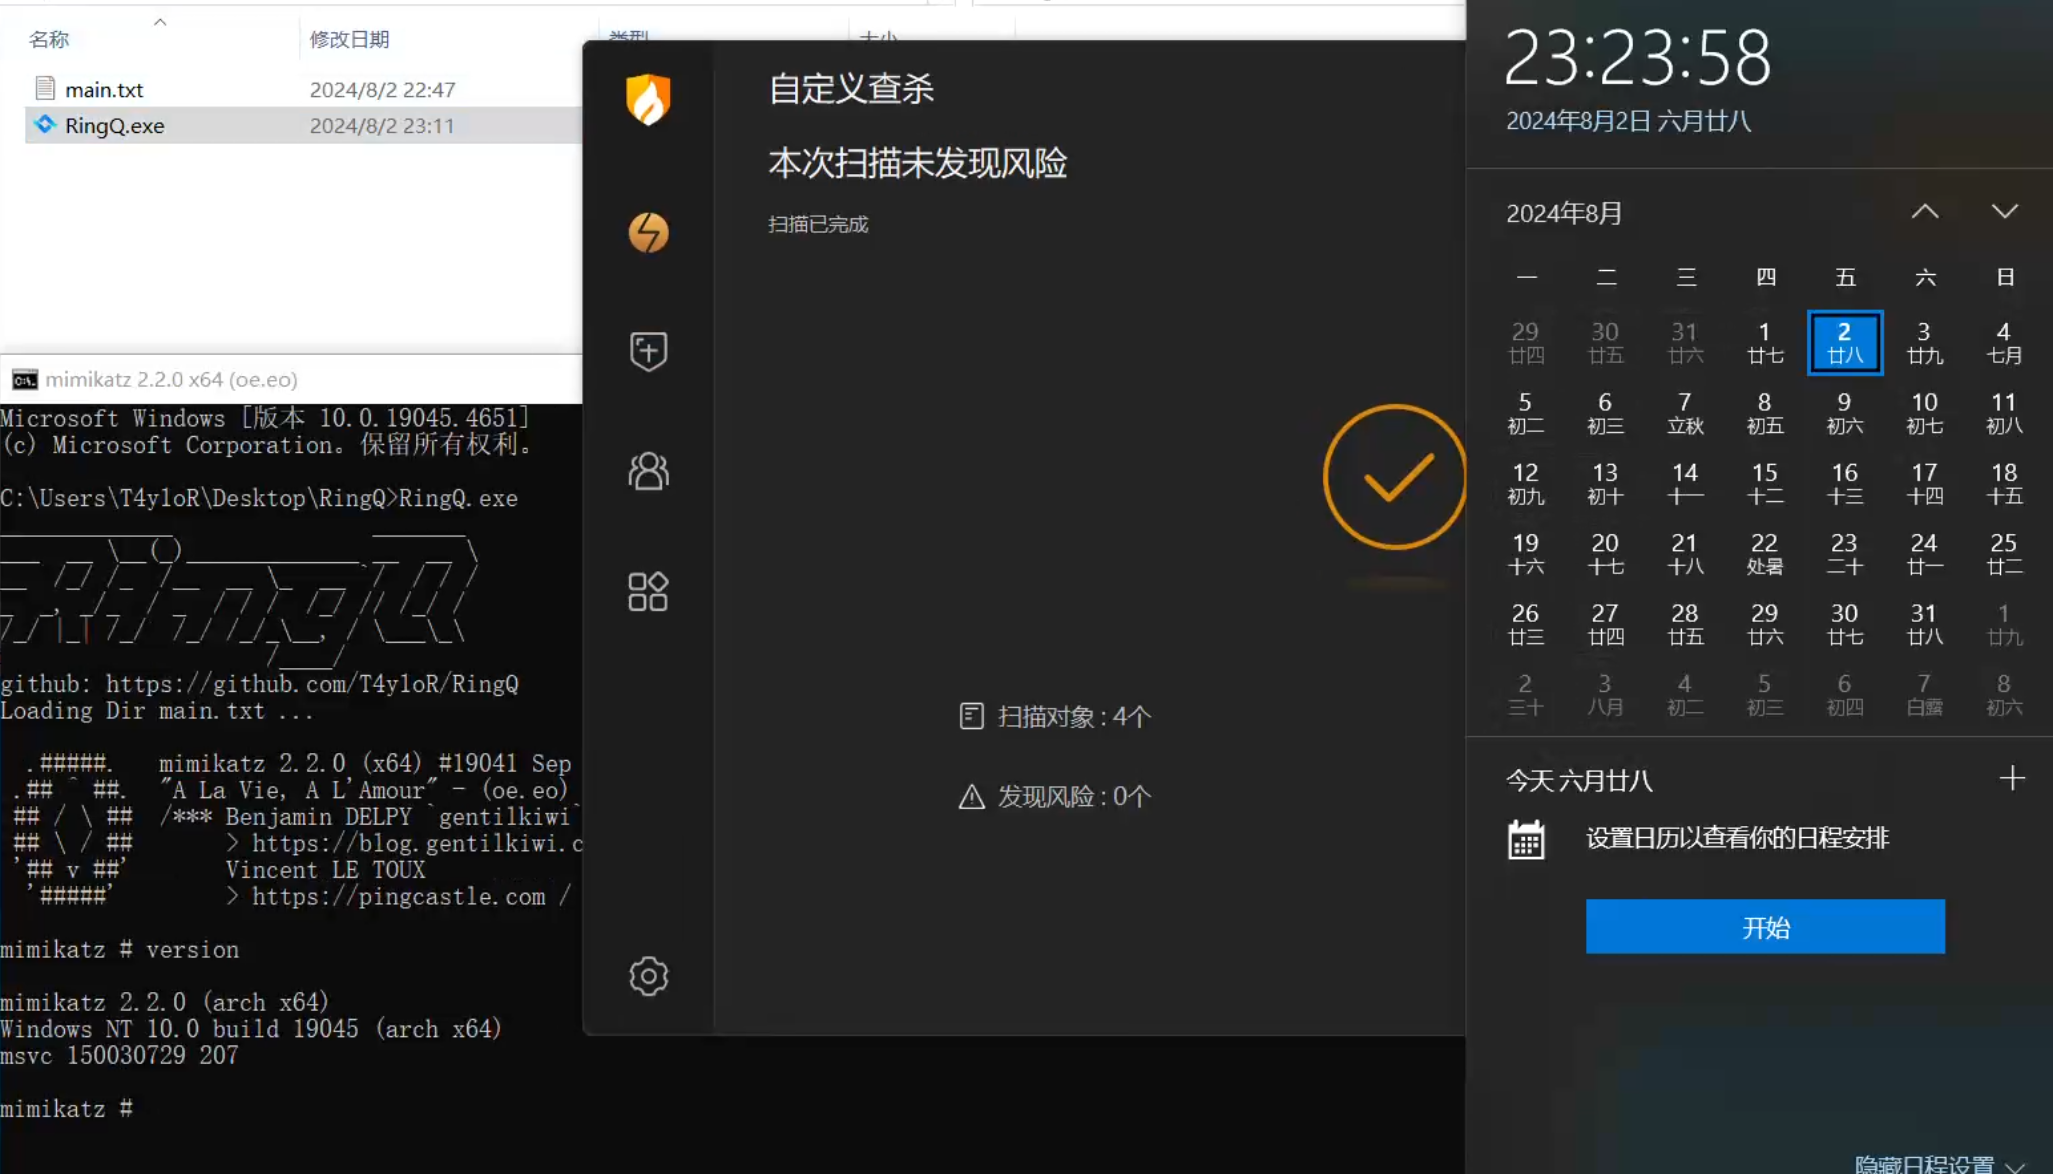 名称
修改日期
类型
大小
main.txt
2024/8/2 22:47
RingQ.exe
2024/8/2 23:11
mimikatz 2.2.0 x64 (oe.eo)
Microsoft Windows [版本 10.0.19045.4651]
(c) Microsoft Corporation。保留所有权利。
C:\Users\T4y1oR\Desktop\RingQ>RingQ.exe
RingQ
github: https://github.com/T4y1oR/RingQ
Loading Dir main.txt ...
.#####.   mimikatz 2.2.0 (x64) #19041 Sep
.## ^ ##.  "A La Vie, A L'Amour" - (oe.eo)
## / \ ##  /*** Benjamin DELPY `gentilkiwi`
## \ / ##       > https://blog.gentilkiwi.c
'## v ##'       Vincent LE TOUX
'#####'        > https://pingcastle.com /
mimikatz # version
mimikatz 2.2.0 (arch x64)
Windows NT 10.0 build 19045 (arch x64)
msvc 150030729 207
mimikatz #
自定义查杀
本次扫描未发现风险
扫描已完成
扫描对象 : 4个
发现风险 : 0个
23:23:58
2024年8月2日 六月廿八
2024年8月
一 二 三 四 五 六 日
29 30 31 1 2 3 4
廿四 廿五 廿六 廿七 廿八 廿九 七月
5 6 7 8 9 10 11
初二 初三 立秋 初五 初六 初七 初八
12 13 14 15 16 17 18
初九 初十 十一 十二 十三 十四 十五
19 20 21 22 23 24 25
十六 十七 十八 处暑 二十 廿一 廿二
26 27 28 29 30 31 1
廿三 廿四 廿五 廿六 廿七 廿八 廿九
2 3 4 5 6 7 8
三十 八月 初二 初三 初四 白露 初六
今天 六月廿八
设置日历以查看你的日程安排
开始
隐藏日程设置